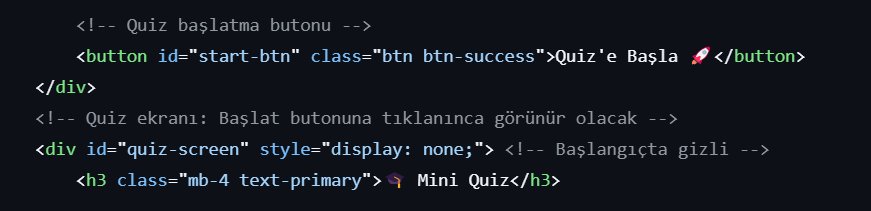 <!-- Quiz başlatma butonu -->
<button id="start-btn" class="btn btn-success">Quiz'e Başla 🚀</button>
</div>
<!-- Quiz ekranı: Başlat butonuna tıklanınca görünür olacak -->
<div id="quiz-screen" style="display: none;"> <!-- Başlangıçta gizli -->
<h3 class="mb-4 text-primary">🎓 Mini Quiz</h3>